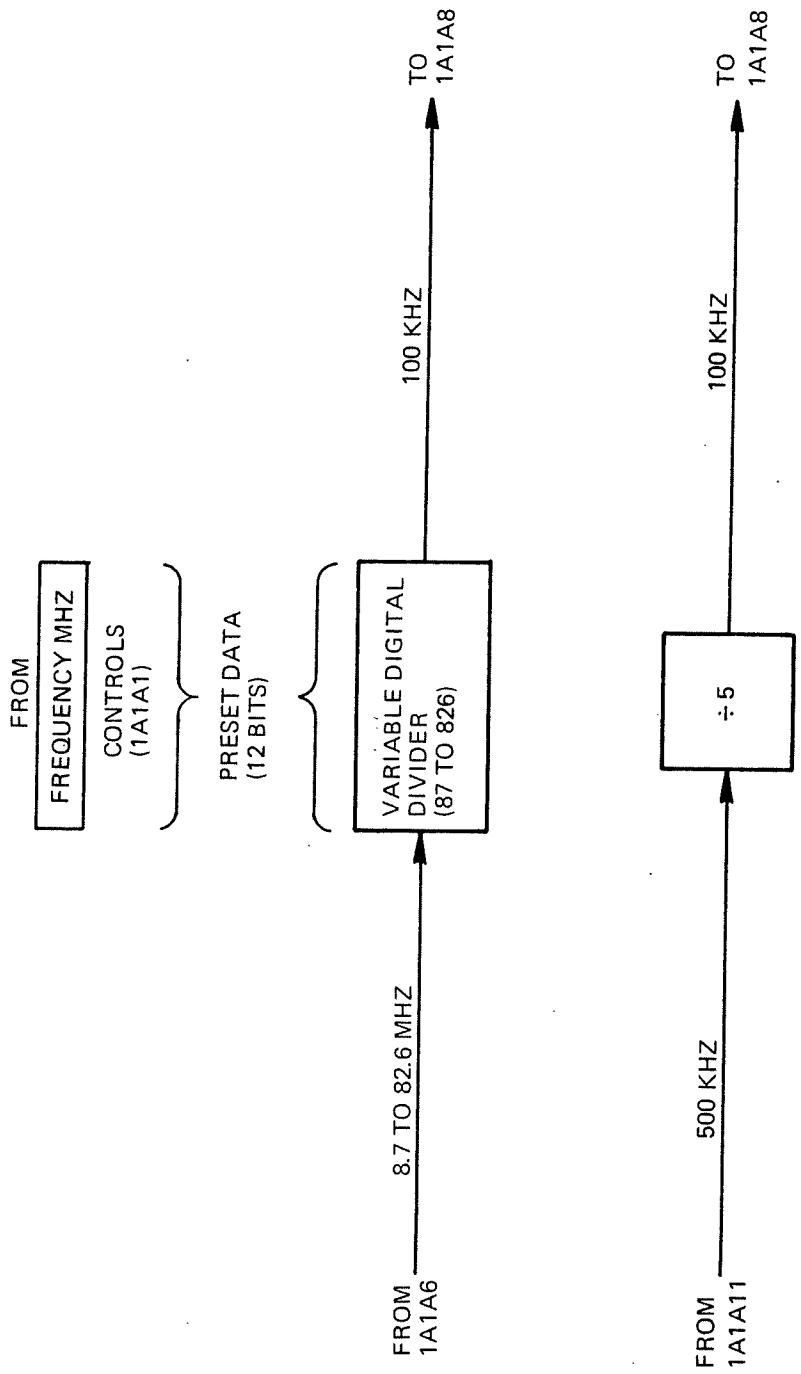 FROM
FREQUENCY MHZ
CONTROLS
(1A1A1)
PRESET DATA
(12 BITS)
FROM
1A1A6
8.7 TO 82.6 MHZ
VARIABLE DIGITAL
DIVIDER
(87 TO 826)
100 KHZ
TO
1A1A8
FROM
1A1A11
500 KHZ
÷5
100 KHZ
TO
1A1A8